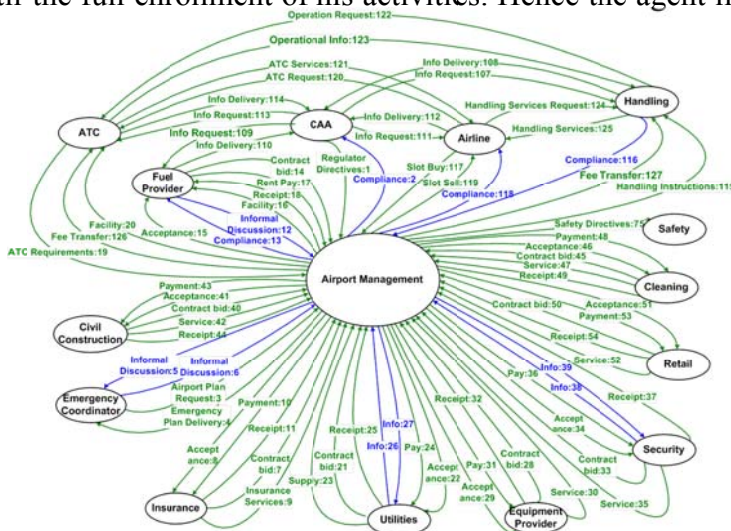 Operation Request:122
Operational Info:123
ATC Services:121
ATC Request:120
Info Delivery:108
Info Request:107
Info Delivery:114
Info Request:113
Info Request:109
Info Delivery:110
Info Delivery:112
Info Request:111
Handling Services Request:124
Handling Services:125
Handling
ATC
CAA
Airline
Fuel
Provider
Contract
bid:14
Rent Pay:17
Receipt:18
Facility:16
Regulator
Directives:1
Compliance:2
Slot Buy:117
Slot Sell:119
Compliance:118
Compliance:116
Fee Transfer:127
Handling Instructions:115
Informal
Discussion:12
Compliance:13
Acceptance:15
Facility:20
Fee Transfer:126
ATC Requirements:19
Airport Management
Safety Directives:75
Safety
Payment:48
Acceptance:46
Contract bid:45
Service:47
Receipt:49
Cleaning
Payment:43
Acceptance:41
Contract bid:40
Service:42
Receipt:44
Civil
Construction
Contract bid:50
Acceptance:51
Payment:53
Receipt:54
Service:52
Retail
Informal
Discussion:5
Informal
Discussion:6
Airport Plan
Request:3
Emergency
Plan Delivery:4
Emergency
Coordinator
Payment:10
Receipt:11
Accept
ance:8
Contract
bid:7
Insurance
Services:9
Insurance
Receipt:25
Contract
bid:21
Supply:23
Info:27
Info:26
Pay:24
Accept
ance:22
Utilities
Receipt:32
Pay:31
Accept
ance:29
Contract
bid:28
Service:30
Equipment
Provider
Pay:36
Info:39
Info:38
Receipt:37
Accept
ance:34
Contract
bid:33
Service:35
Security